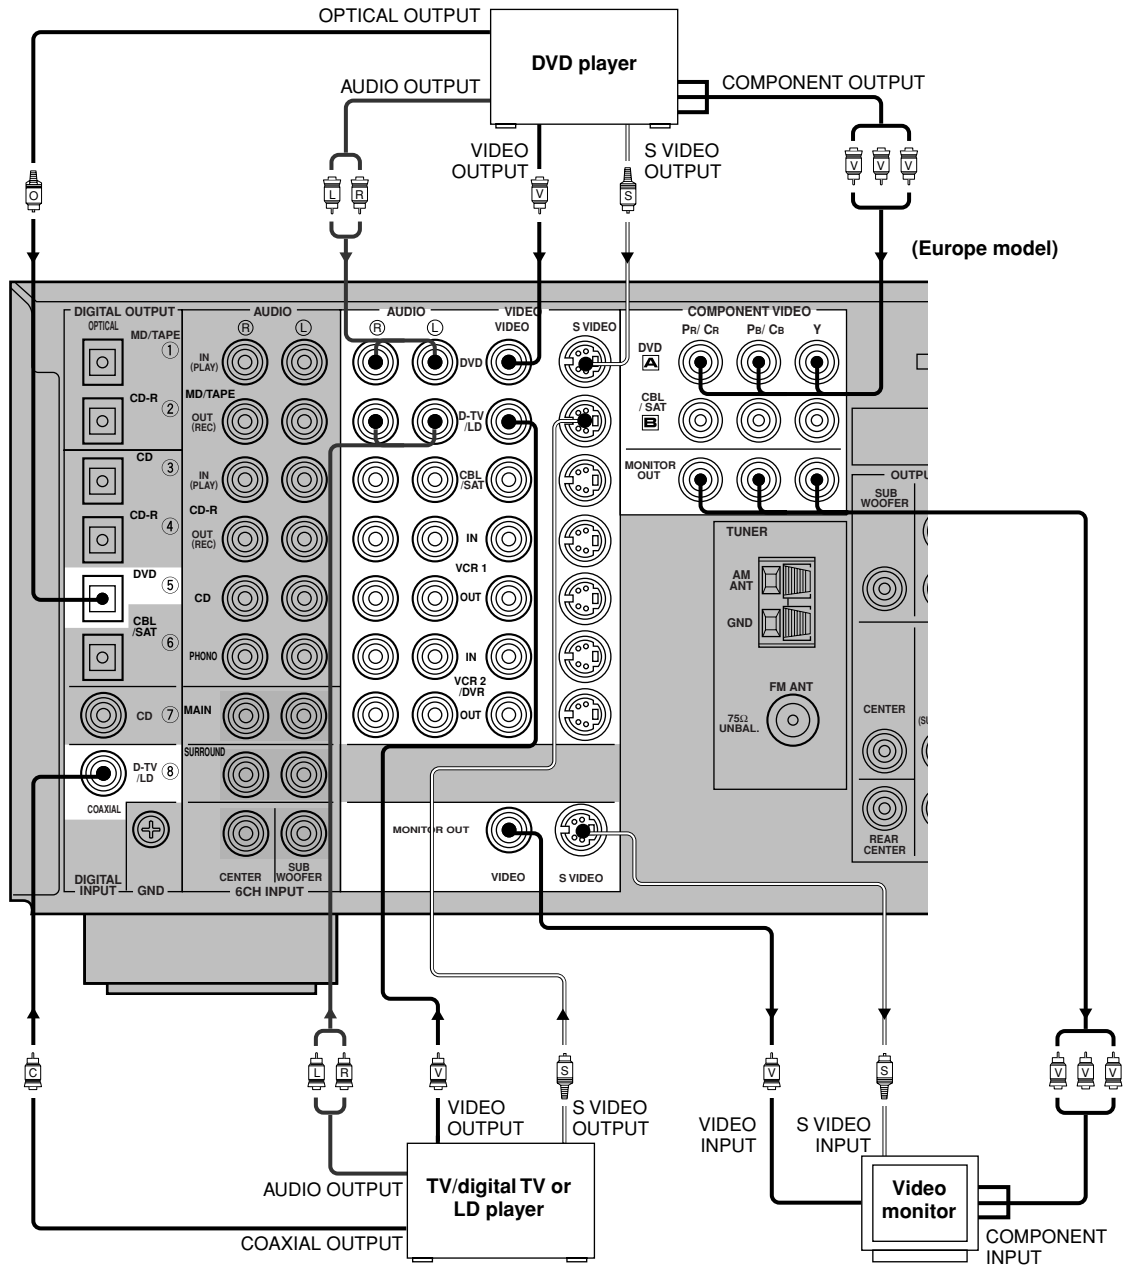 OPTICAL OUTPUT
DVD player
AUDIO OUTPUT
COMPONENT OUTPUT
VIDEO
OUTPUT
S VIDEO
OUTPUT
O
L
R
V
S
V
V
V
(Europe model)
DIGITAL OUTPUT
OPTICAL
MD/TAPE
1
CD-R
2
CD
3
CD-R
4
DVD
5
CBL
/SAT
6
CD
7
D-TV
/LD
8
COAXIAL
DIGITAL
INPUT
GND
AUDIO
R
L
IN
(PLAY)
MD/TAPE
OUT
(REC)
IN
(PLAY)
CD-R
OUT
(REC)
CD
PHONO
MAIN
SURROUND
CENTER
SUB
WOOFER
6CH INPUT
AUDIO
R
L
VIDEO
VIDEO
S VIDEO
DVD
D-TV
/LD
CBL
/SAT
IN
VCR 1
OUT
IN
VCR 2
/DVR
OUT
MONITOR OUT
VIDEO
S VIDEO
COMPONENT VIDEO
PR/ CR
PB/ CB
Y
DVD
A
CBL
/ SAT
B
MONITOR
OUT
TUNER
AM
ANT
GND
FM ANT
75Ω
UNBAL.
OUTPU
SUB
WOOFER
CENTER
(SU
REAR
CENTER
C
L
R
V
S
V
S
V
V
V
VIDEO
OUTPUT
S VIDEO
OUTPUT
VIDEO
INPUT
S VIDEO
INPUT
AUDIO OUTPUT
TV/digital TV or
LD player
COAXIAL OUTPUT
Video
monitor
COMPONENT
INPUT